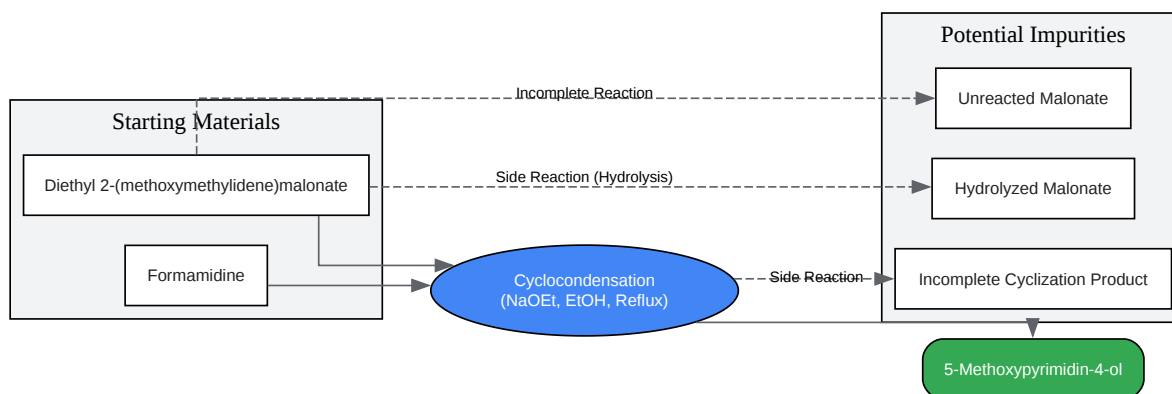 Potential Impurities
Incomplete Reaction
Unreacted Malonate
Starting Materials
Diethyl 2-(methoxymethylidene)malonate
Side Reaction (Hydrolysis)
Hydrolyzed Malonate
Formamidine
Cyclocondensation
(NaOEt, EtOH, Reflux)
Side Reaction
Incomplete Cyclization Product
5-Methoxypyrimidin-4-ol